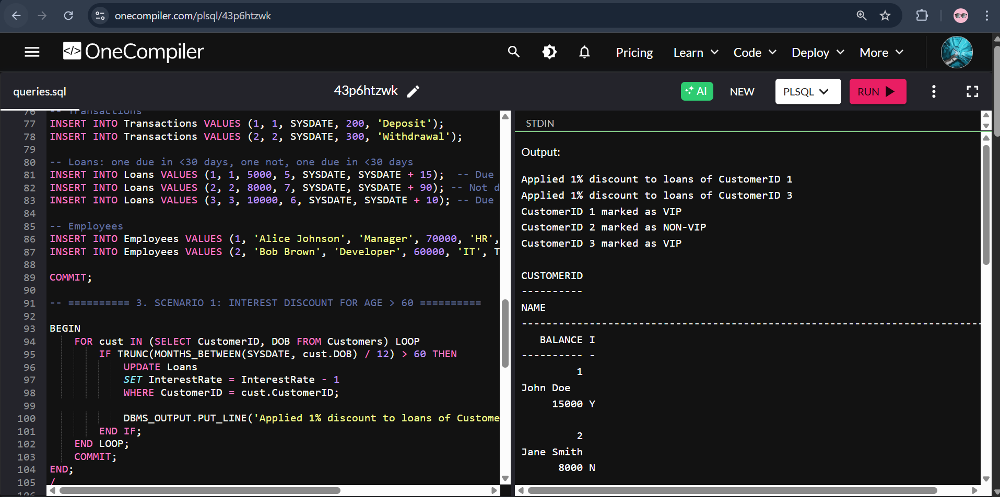 onecompiler.com/plsql/43p6htzwk
</> OneCompiler
Pricing
Learn
Code
Deploy
More
queries.sql
43p6htzwk
AI
NEW
PLSQL
RUN
76 -- Transactions
77 INSERT INTO Transactions VALUES (1, 1, SYSDATE, 200, 'Deposit');
78 INSERT INTO Transactions VALUES (2, 2, SYSDATE, 300, 'Withdrawal');
79
80 -- Loans: one due in <30 days, one not, one due in <30 days
81 INSERT INTO Loans VALUES (1, 1, 5000, 5, SYSDATE, SYSDATE + 15);  -- Due
82 INSERT INTO Loans VALUES (2, 2, 8000, 7, SYSDATE, SYSDATE + 90); -- Not d
83 INSERT INTO Loans VALUES (3, 3, 10000, 6, SYSDATE, SYSDATE + 10); -- Due
84
85 -- Employees
86 INSERT INTO Employees VALUES (1, 'Alice Johnson', 'Manager', 70000, 'HR',
87 INSERT INTO Employees VALUES (2, 'Bob Brown', 'Developer', 60000, 'IT', T
88
89 COMMIT;
90
91 -- ========== 3. SCENARIO 1: INTEREST DISCOUNT FOR AGE > 60 ==========
92
93 BEGIN
94     FOR cust IN (SELECT CustomerID, DOB FROM Customers) LOOP
95         IF TRUNC(MONTHS_BETWEEN(SYSDATE, cust.DOB) / 12) > 60 THEN
96             UPDATE Loans
97             SET InterestRate = InterestRate - 1
98             WHERE CustomerID = cust.CustomerID;
99
100             DBMS_OUTPUT.PUT_LINE('Applied 1% discount to loans of Custome
101         END IF;
102     END LOOP;
103     COMMIT;
104 END;
105 /
106
STDIN
Output:
Applied 1% discount to loans of CustomerID 1
Applied 1% discount to loans of CustomerID 3
CustomerID 1 marked as VIP
CustomerID 2 marked as NON-VIP
CustomerID 3 marked as VIP
CUSTOMERID
----------
NAME
--------------------------------------------------------------------------
   BALANCE I
---------- -
         1
John Doe
     15000 Y
         2
Jane Smith
      8000 N